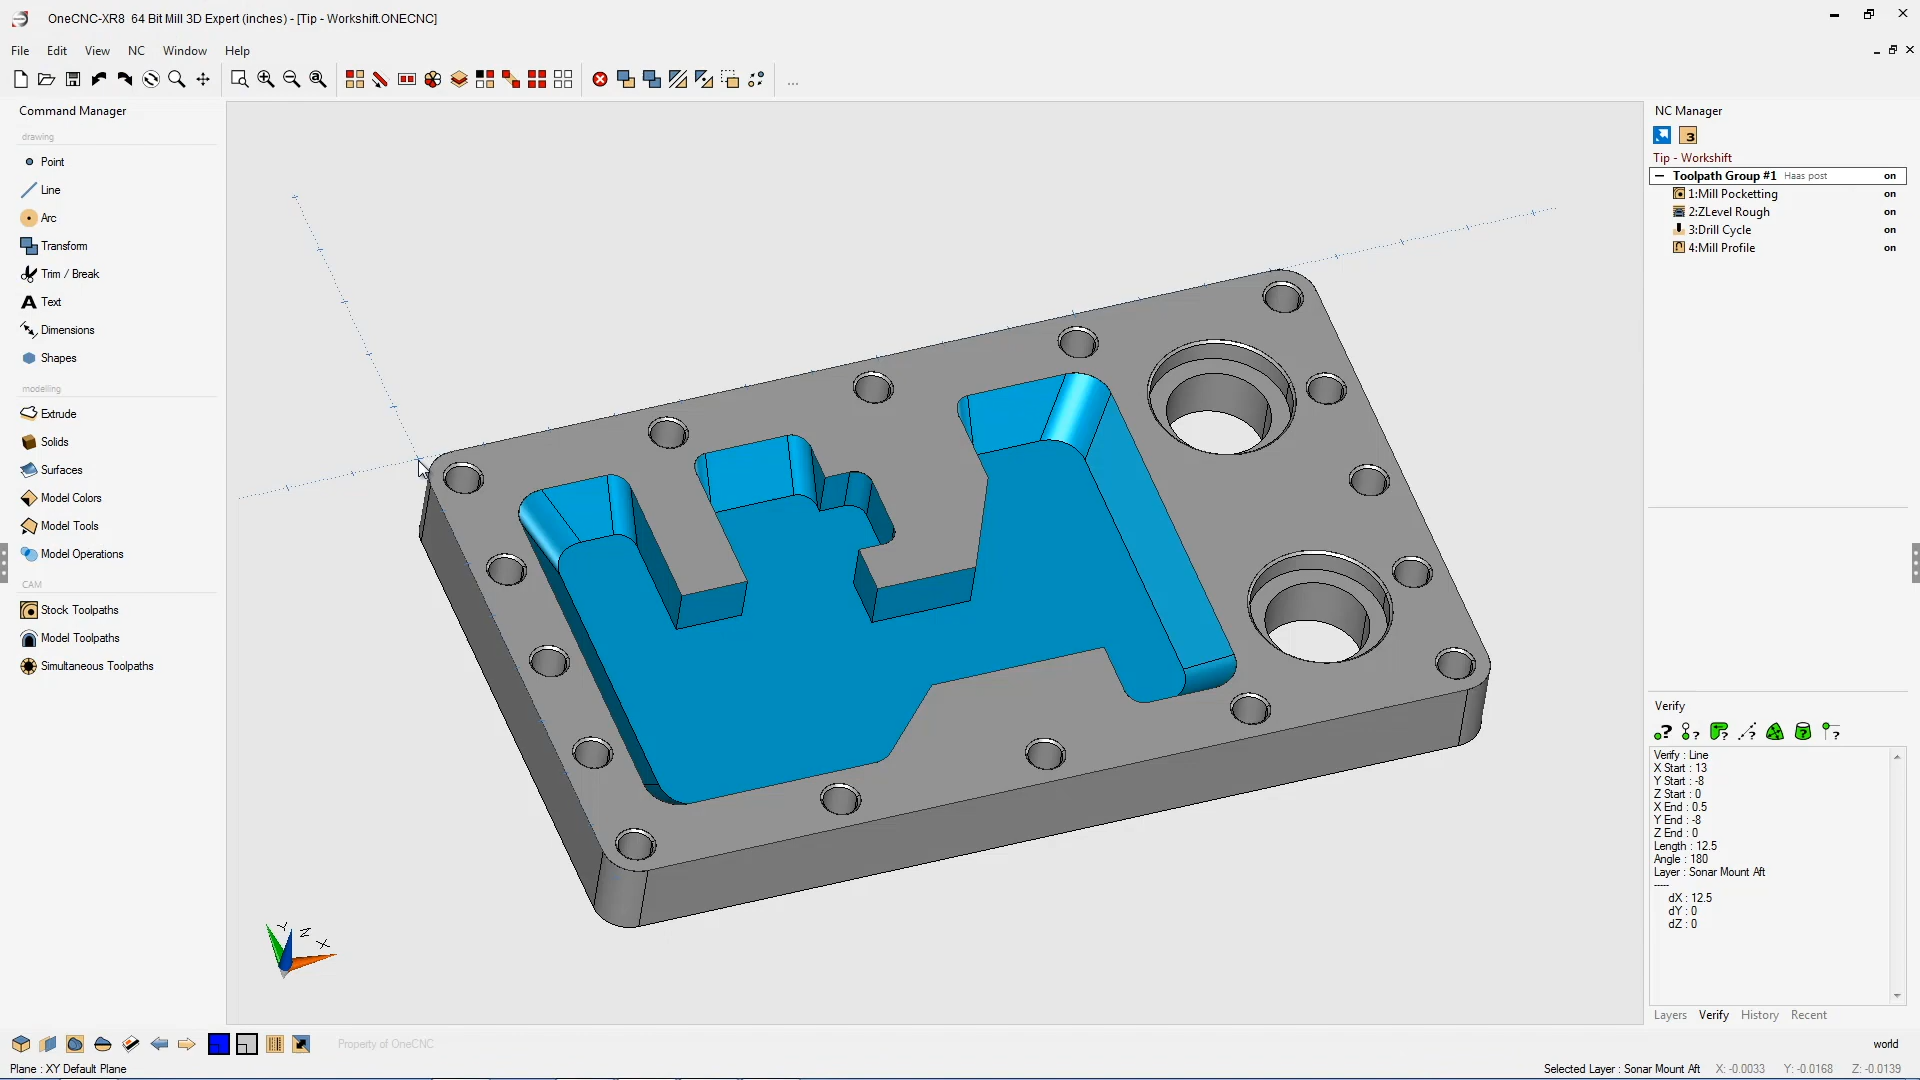 OneCNC-XR8  64 Bit Mill 3D Expert (inches) - [Tip - Workshift.ONECNC]
File Edit View NC Window Help
...
Command Manager
drawing
Point
Line
Arc
Transform
Trim / Break
Text
Dimensions
Shapes
modelling
Extrude
Solids
Surfaces
Model Colors
Model Tools
Model Operations
CAM
Stock Toolpaths
Model Toolpaths
Simultaneous Toolpaths
Y Z X
NC Manager
3
Tip - Workshift
Toolpath Group #1 Haas post on
1:Mill Pocketting on
2:ZLevel Rough on
3:Drill Cycle on
4:Mill Profile on
Verify
Verify : Line
X Start : 13
Y Start : -8
Z Start : 0
X End : 0.5
Y End : -8
Z End : 0
Length : 12.5
Angle : 180
Layer : Sonar Mount Aft
-----
dX : 12.5
dY : 0
dZ : 0
Layers Verify History Recent
Property of OneCNC
world
Plane : XY Default Plane
Selected Layer : Sonar Mount Aft X: -0.0033 Y: -0.0168 Z: -0.0139